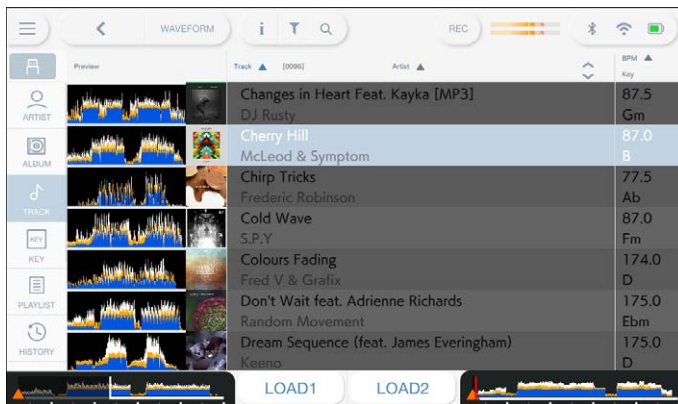 WAVEFORM
i
REC
Preview
Track
[0096]
Artist
BPM
Key
ARTIST
ALBUM
TRACK
KEY
KEY
PLAYLIST
HISTORY
Changes in Heart Feat. Kayka [MP3]
87.5
DJ Rusty
Gm
Cherry Hill
87.0
McLeod & Symptom
B
Chirp Tricks
77.5
Frederic Robinson
Ab
Cold Wave
87.0
S.P.Y
Fm
Colours Fading
174.0
Fred V & Grafix
D
Don't Wait feat. Adrienne Richards
175.0
Random Movement
Ebm
Dream Sequence (feat. James Everingham)
175.0
Keeno
D
LOAD1
LOAD2